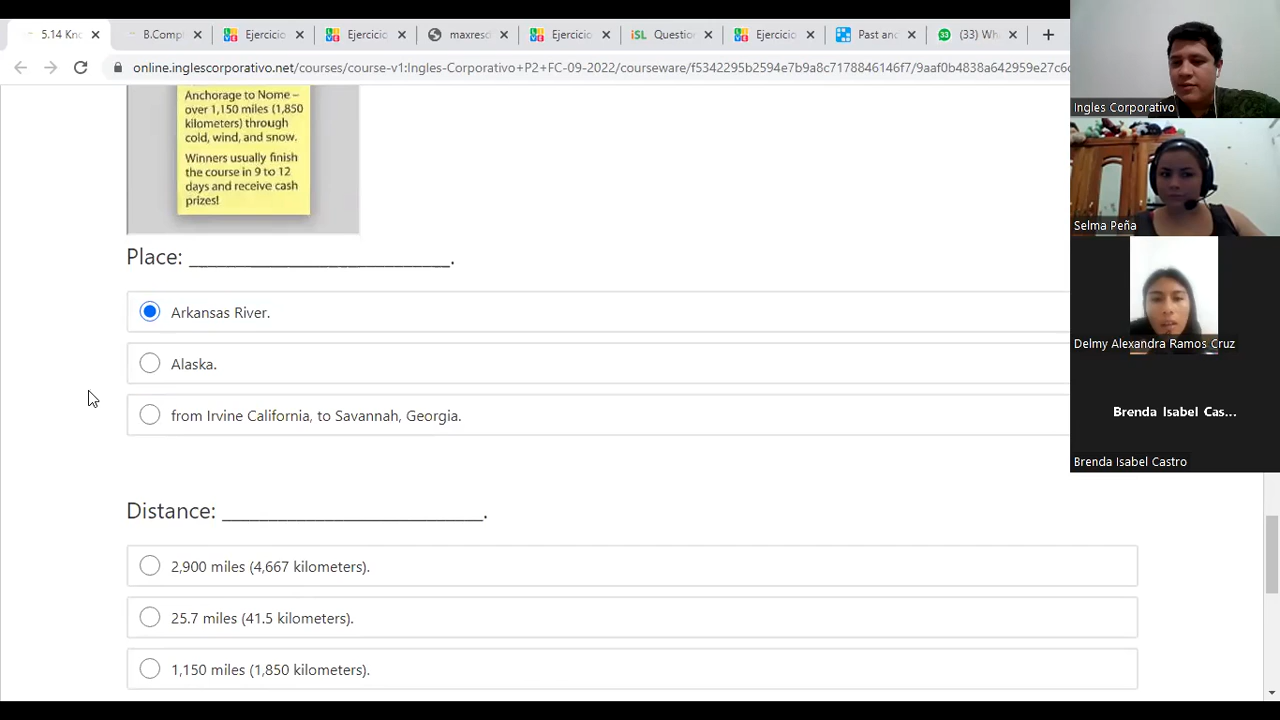 5.14 Kno
B.Comp
Ejercicio
Ejercicio
maxres
Ejercicio
iSL Questio
Ejercicio
Past and
33 (33) Wh
online.inglescorporativo.net/courses/course-v1:Ingles-Corporativo+P2+FC-09-2022/courseware/f5342295b2594e7b9a8c7178846146f7/9aaf0b4838a642959e27c6c
Anchorage to Nome –
over 1,150 miles (1,850
kilometers) through
cold, wind, and snow.
Winners usually finish
the course in 9 to 12
days and receive cash
prizes!
Place: ________________________.
Arkansas River.
Alaska.
from Irvine California, to Savannah, Georgia.
Distance: ________________________.
2,900 miles (4,667 kilometers).
25.7 miles (41.5 kilometers).
1,150 miles (1,850 kilometers).
Ingles Corporativo
Selma Peña
Delmy Alexandra Ramos Cruz
Brenda Isabel Cas...
Brenda Isabel Castro